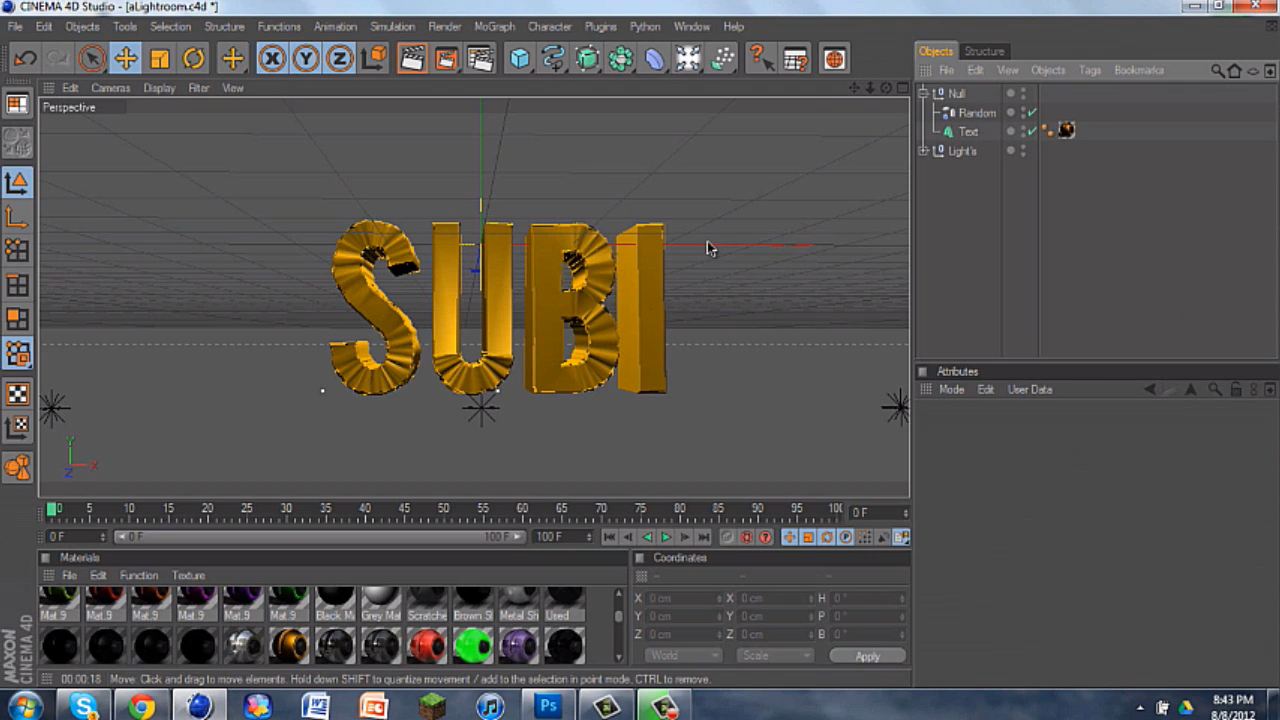 CINEMA 4D Studio - [aLightroom.c4d *]
File Edit Objects Tools Selection Structure Functions Animation Simulation Render MoGraph Character Plugins Python Window Help
Objects Structure
File Edit View Objects Tags Bookmarks
Edit Cameras Display Filter View
Perspective
Null
Random
Text
Light's
SUBI
Attributes
Mode Edit User Data
X Y Z
0 5 10 15 20 25 30 35 40 45 50 55 60 65 70 75 80 85 90 95 100
0 F
0 F 0 F 100 F 100 F
Materials
File Edit Function Texture
Mat.9 Mat.9 Mat.9 Mat.9 Mat.9 Mat.9 Black M Grey Mat Scratche Brown St Metal Sh Used
Coordinates
-- -- --
X 0 cm X 0 cm H 0 °
Y 0 cm Y 0 cm P 0 °
Z 0 cm Z 0 cm B 0 °
World Scale Apply
MAXON
CINEMA 4D
00:00:18 Move: Click and drag to move elements. Hold down SHIFT to quantize movement / add to the selection in point mode, CTRL to remove.
8:43 PM
8/8/2012